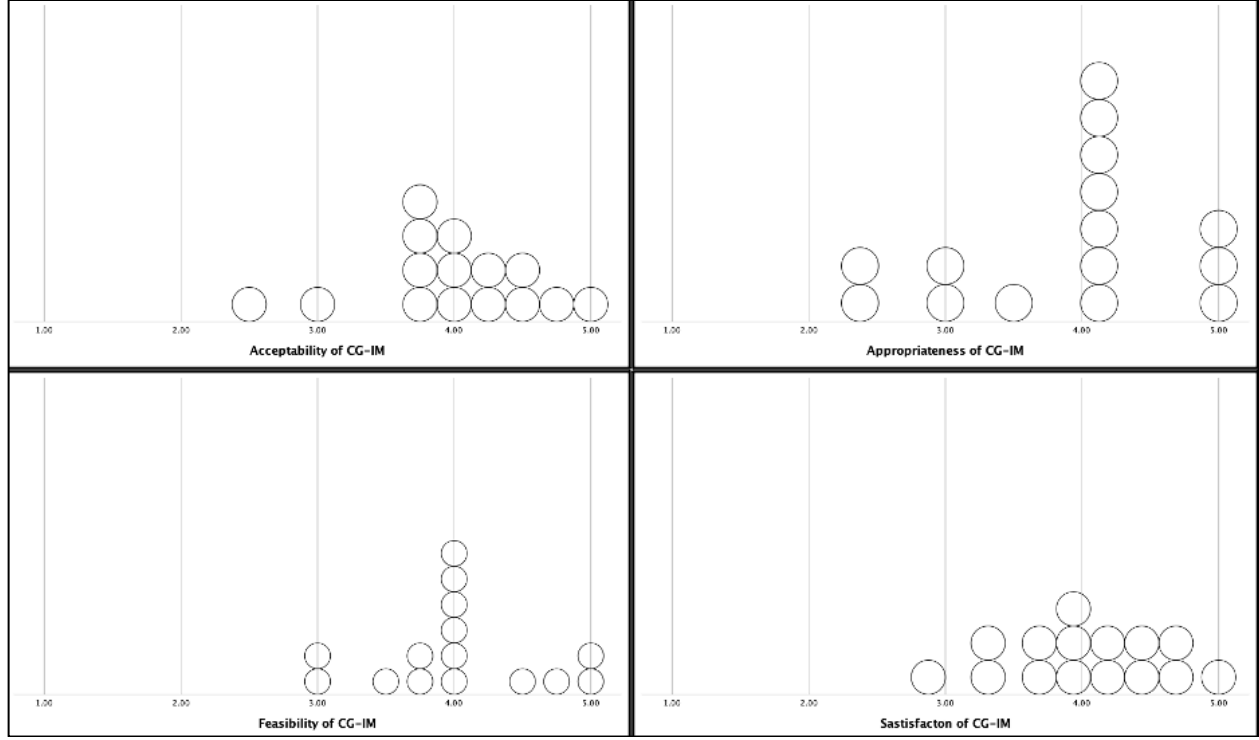 1.00 2.00 3.00 4.00 5.00
Acceptability of CG-IM
1.00 2.00 3.00 4.00 5.00
Appropriateness of CG-IM
1.00 2.00 3.00 4.00 5.00
Feasibility of CG-IM
1.00 2.00 3.00 4.00 5.00
Sastisfacton of CG-IM